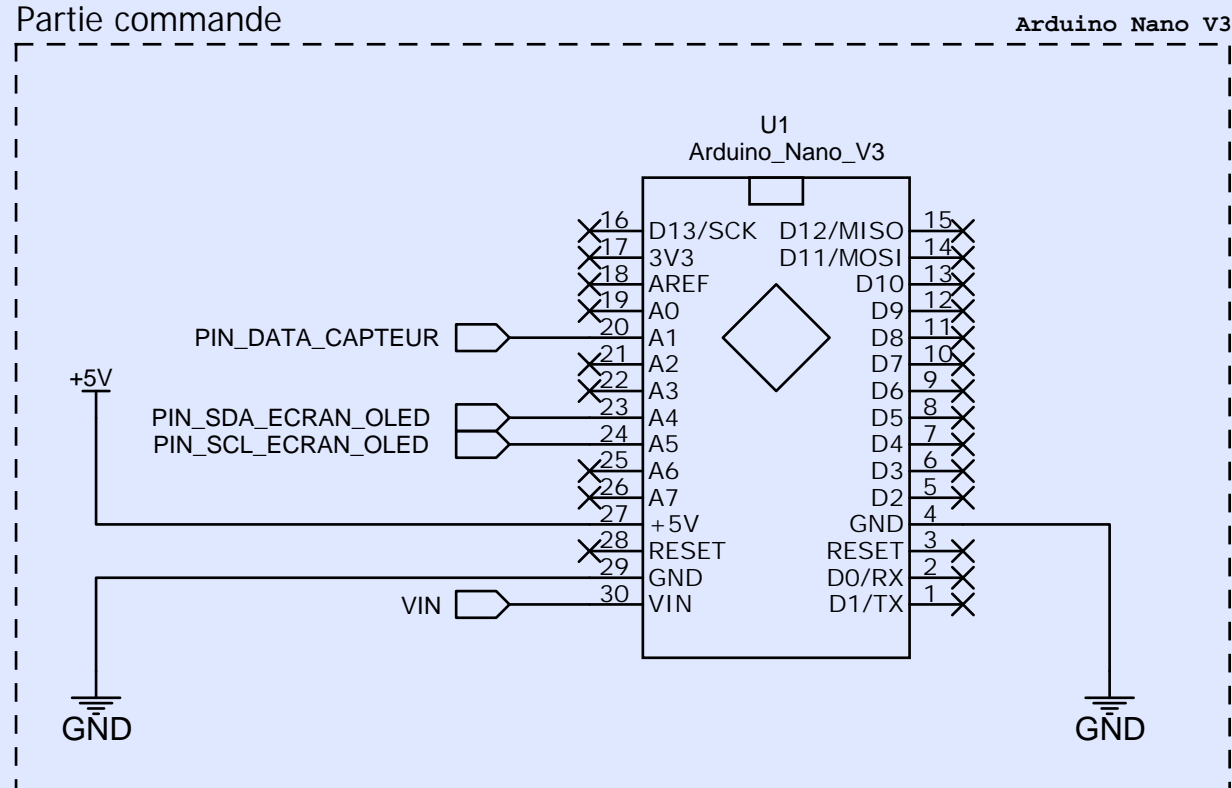 Partie commande
Arduino Nano V3
U1
Arduino_Nano_V3
16 D13/SCK D12/MISO 15
17 3V3 D11/MOSI 14
18 AREF D10 13
19 A0 D9 12
PIN_DATA_CAPTEUR 20 A1 D8 11
21 A2 D7 10
+5V
22 A3 D6 9
PIN_SDA_ECRAN_OLED 23 A4 D5 8
PIN_SCL_ECRAN_OLED 24 A5 D4 7
25 A6 D3 6
26 A7 D2 5
27 +5V GND 4
28 RESET RESET 3
29 GND D0/RX 2
VIN 30 VIN D1/TX 1
GND GND